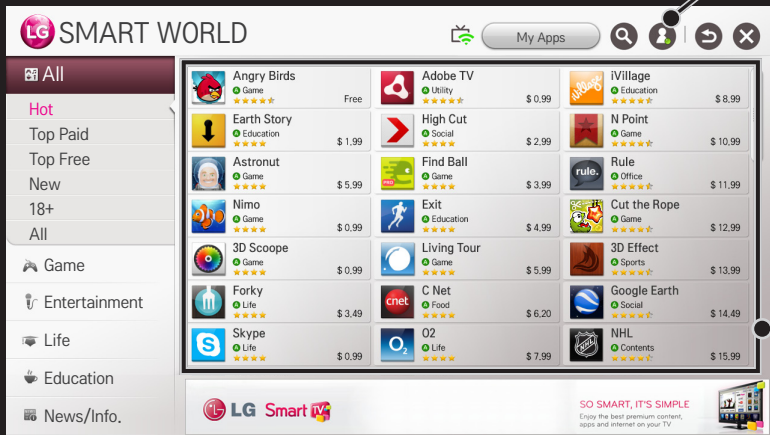 LG SMART WORLD
My Apps
All
Hot
Top Paid
Top Free
New
18+
All
Game
Entertainment
Life
Education
News/Info.
Angry Birds
A Game
Free
Adobe TV
A Utility
$ 0,99
iVillage
A Education
$ 8,99
Earth Story
A Education
$ 1,99
High Cut
A Social
$ 2,99
N Point
A Game
$ 10,99
Astronut
A Game
$ 5,99
Find Ball
A Game
$ 3,99
PRO
Rule
A Office
$ 11,99
rule.
Nimo
A Game
$ 0,99
Exit
A Education
$ 4,99
Cut the Rope
A Game
$ 12,99
3D Scoope
A Game
$ 0,99
Living Tour
A Game
$ 5,99
3D Effect
A Sports
$ 13,99
Forky
A Life
$ 3,49
C Net
A Food
$ 6,20
cnet
Google Earth
A Social
$ 14,49
Skype
A Life
$ 0,99
O2
A Life
$ 7,99
O2
NHL
A Contents
$ 15,99
NHL
LG Smart TV
SO SMART, IT'S SIMPLE
Enjoy the best premium content,
apps and internet on your TV